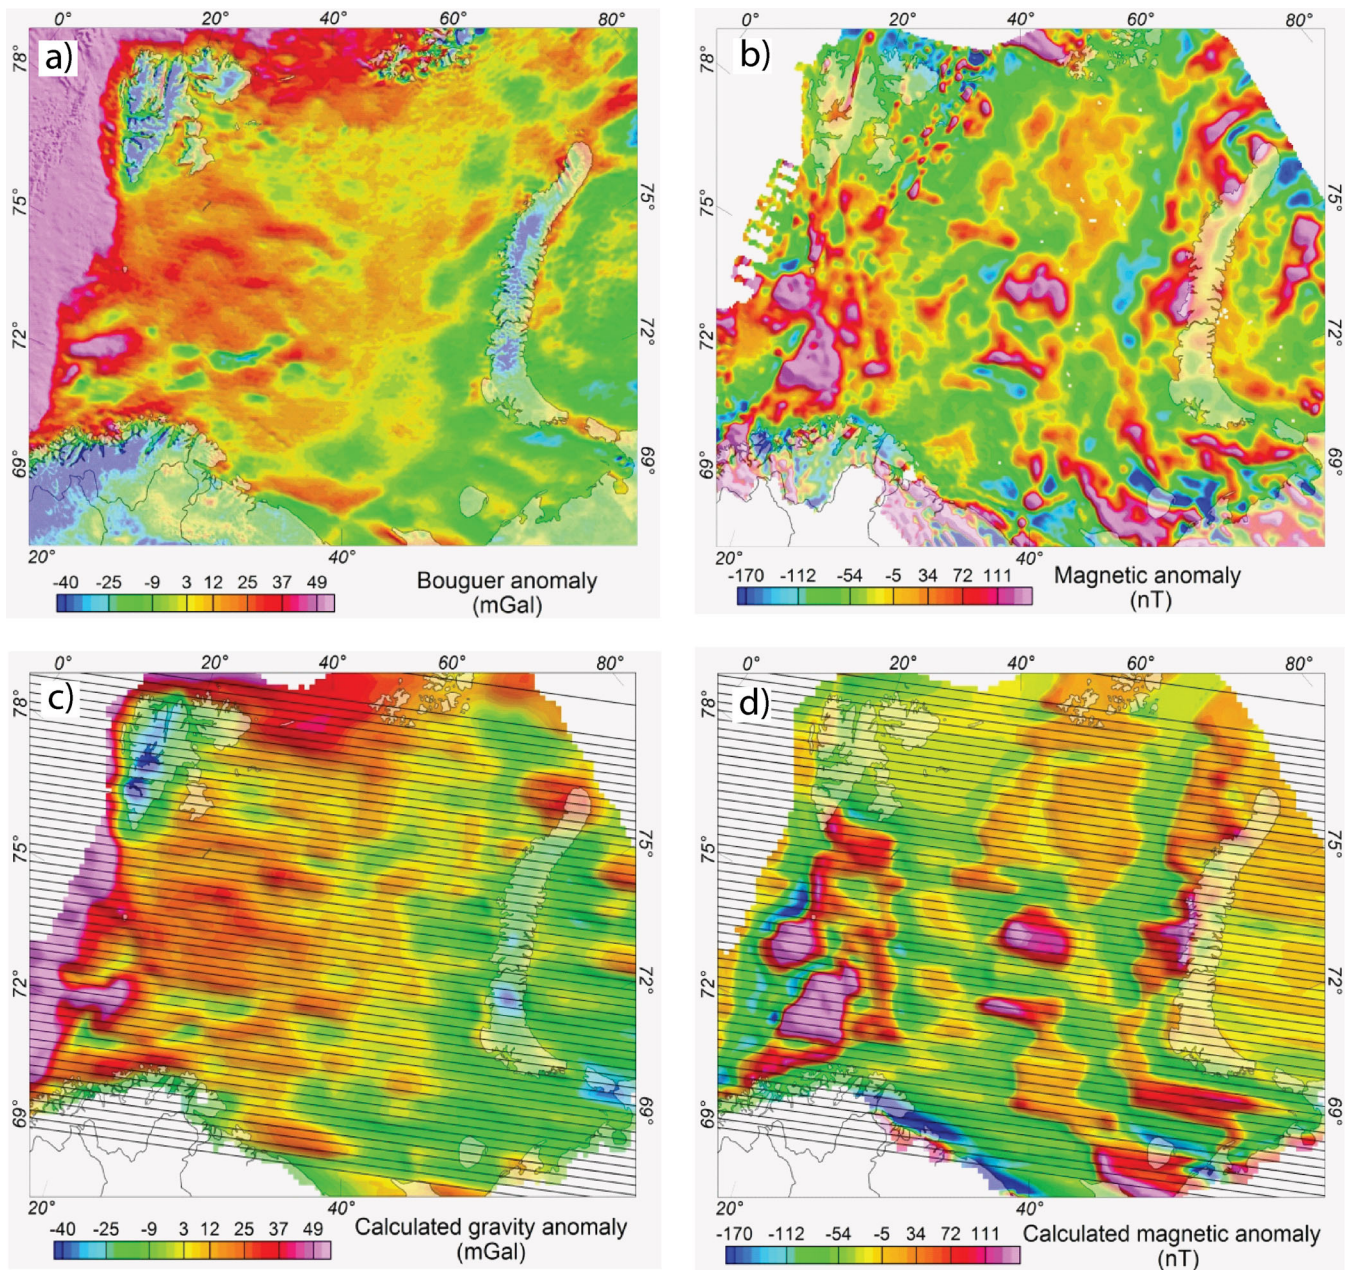 a)
0° 20° 40° 60° 80°
78°
75° 75°
72° 72°
69° 69°
20° 40°
-40 -25 -9 3 12 25 37 49
Bouguer anomaly
(mGal)
b)
0° 20° 40° 60° 80°
78°
75° 75°
72° 72°
69° 69°
20° 40°
-170 -112 -54 -5 34 72 111
Magnetic anomaly
(nT)
c)
0° 20° 40° 60° 80°
78°
75° 75°
72° 72°
69° 69°
20° 40°
-40 -25 -9 3 12 25 37 49
Calculated gravity anomaly
(mGal)
d)
0° 20° 40° 60° 80°
78°
75° 75°
72° 72°
69° 69°
20° 40°
-170 -112 -54 -5 34 72 111
Calculated magnetic anomaly
(nT)